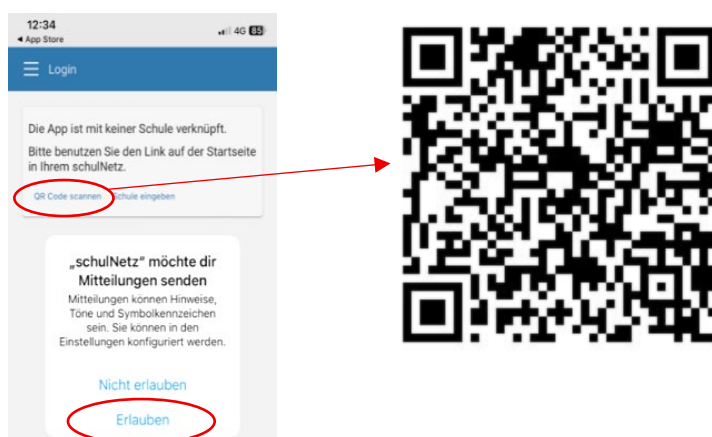 12:34
4G 85
◀ App Store
Login
Die App ist mit keiner Schule verknüpft.
Bitte benutzen Sie den Link auf der Startseite
in Ihrem schulNetz.
QR Code scannen Schule eingeben
„schulNetz“ möchte dir
Mitteilungen senden
Mitteilungen können Hinweise,
Töne und Symbolkennzeichen
sein. Sie können in den
Einstellungen konfiguriert werden.
Nicht erlauben
Erlauben